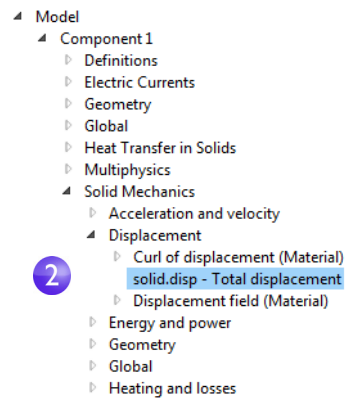 Model
Component 1
Definitions
Electric Currents
Geometry
Global
Heat Transfer in Solids
Multiphysics
Solid Mechanics
Acceleration and velocity
Displacement
Curl of displacement (Material)
2 solid.disp - Total displacement
Displacement field (Material)
Energy and power
Geometry
Global
Heating and losses